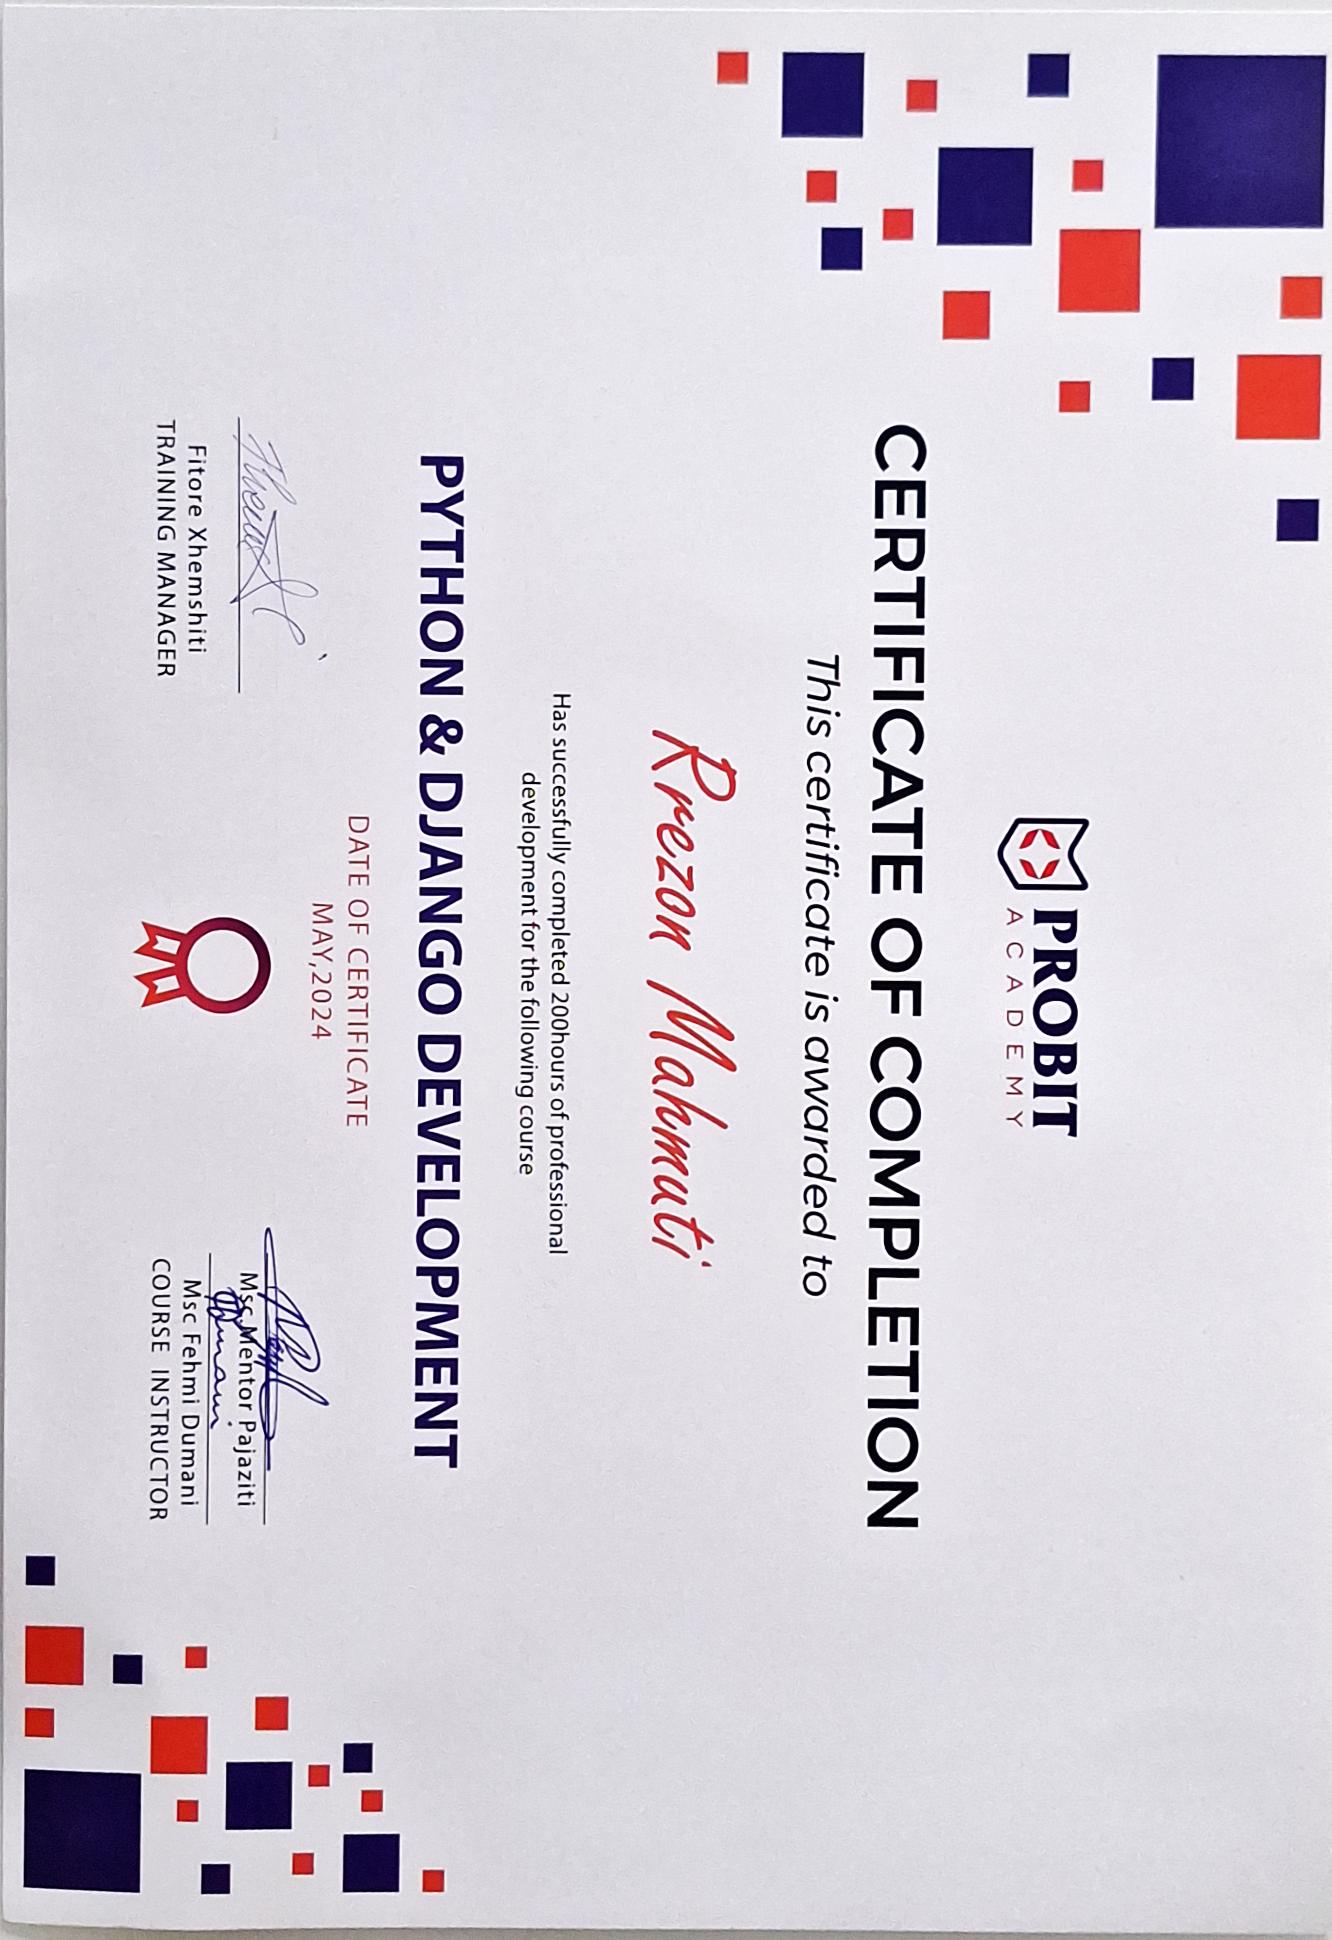 PROBIT
ACADEMY
CERTIFICATE OF COMPLETION
This certificate is awarded to
Rrezon Mahmuti
Has successfully completed 200hours of professional
development for the following course
PYTHON & DJANGO DEVELOPMENT
DATE OF CERTIFICATE
MAY,2024
Fitore Xhemshiti
TRAINING MANAGER
Msc.Mentor Pajaziti
Msc Fehmi Dumani
COURSE INSTRUCTOR